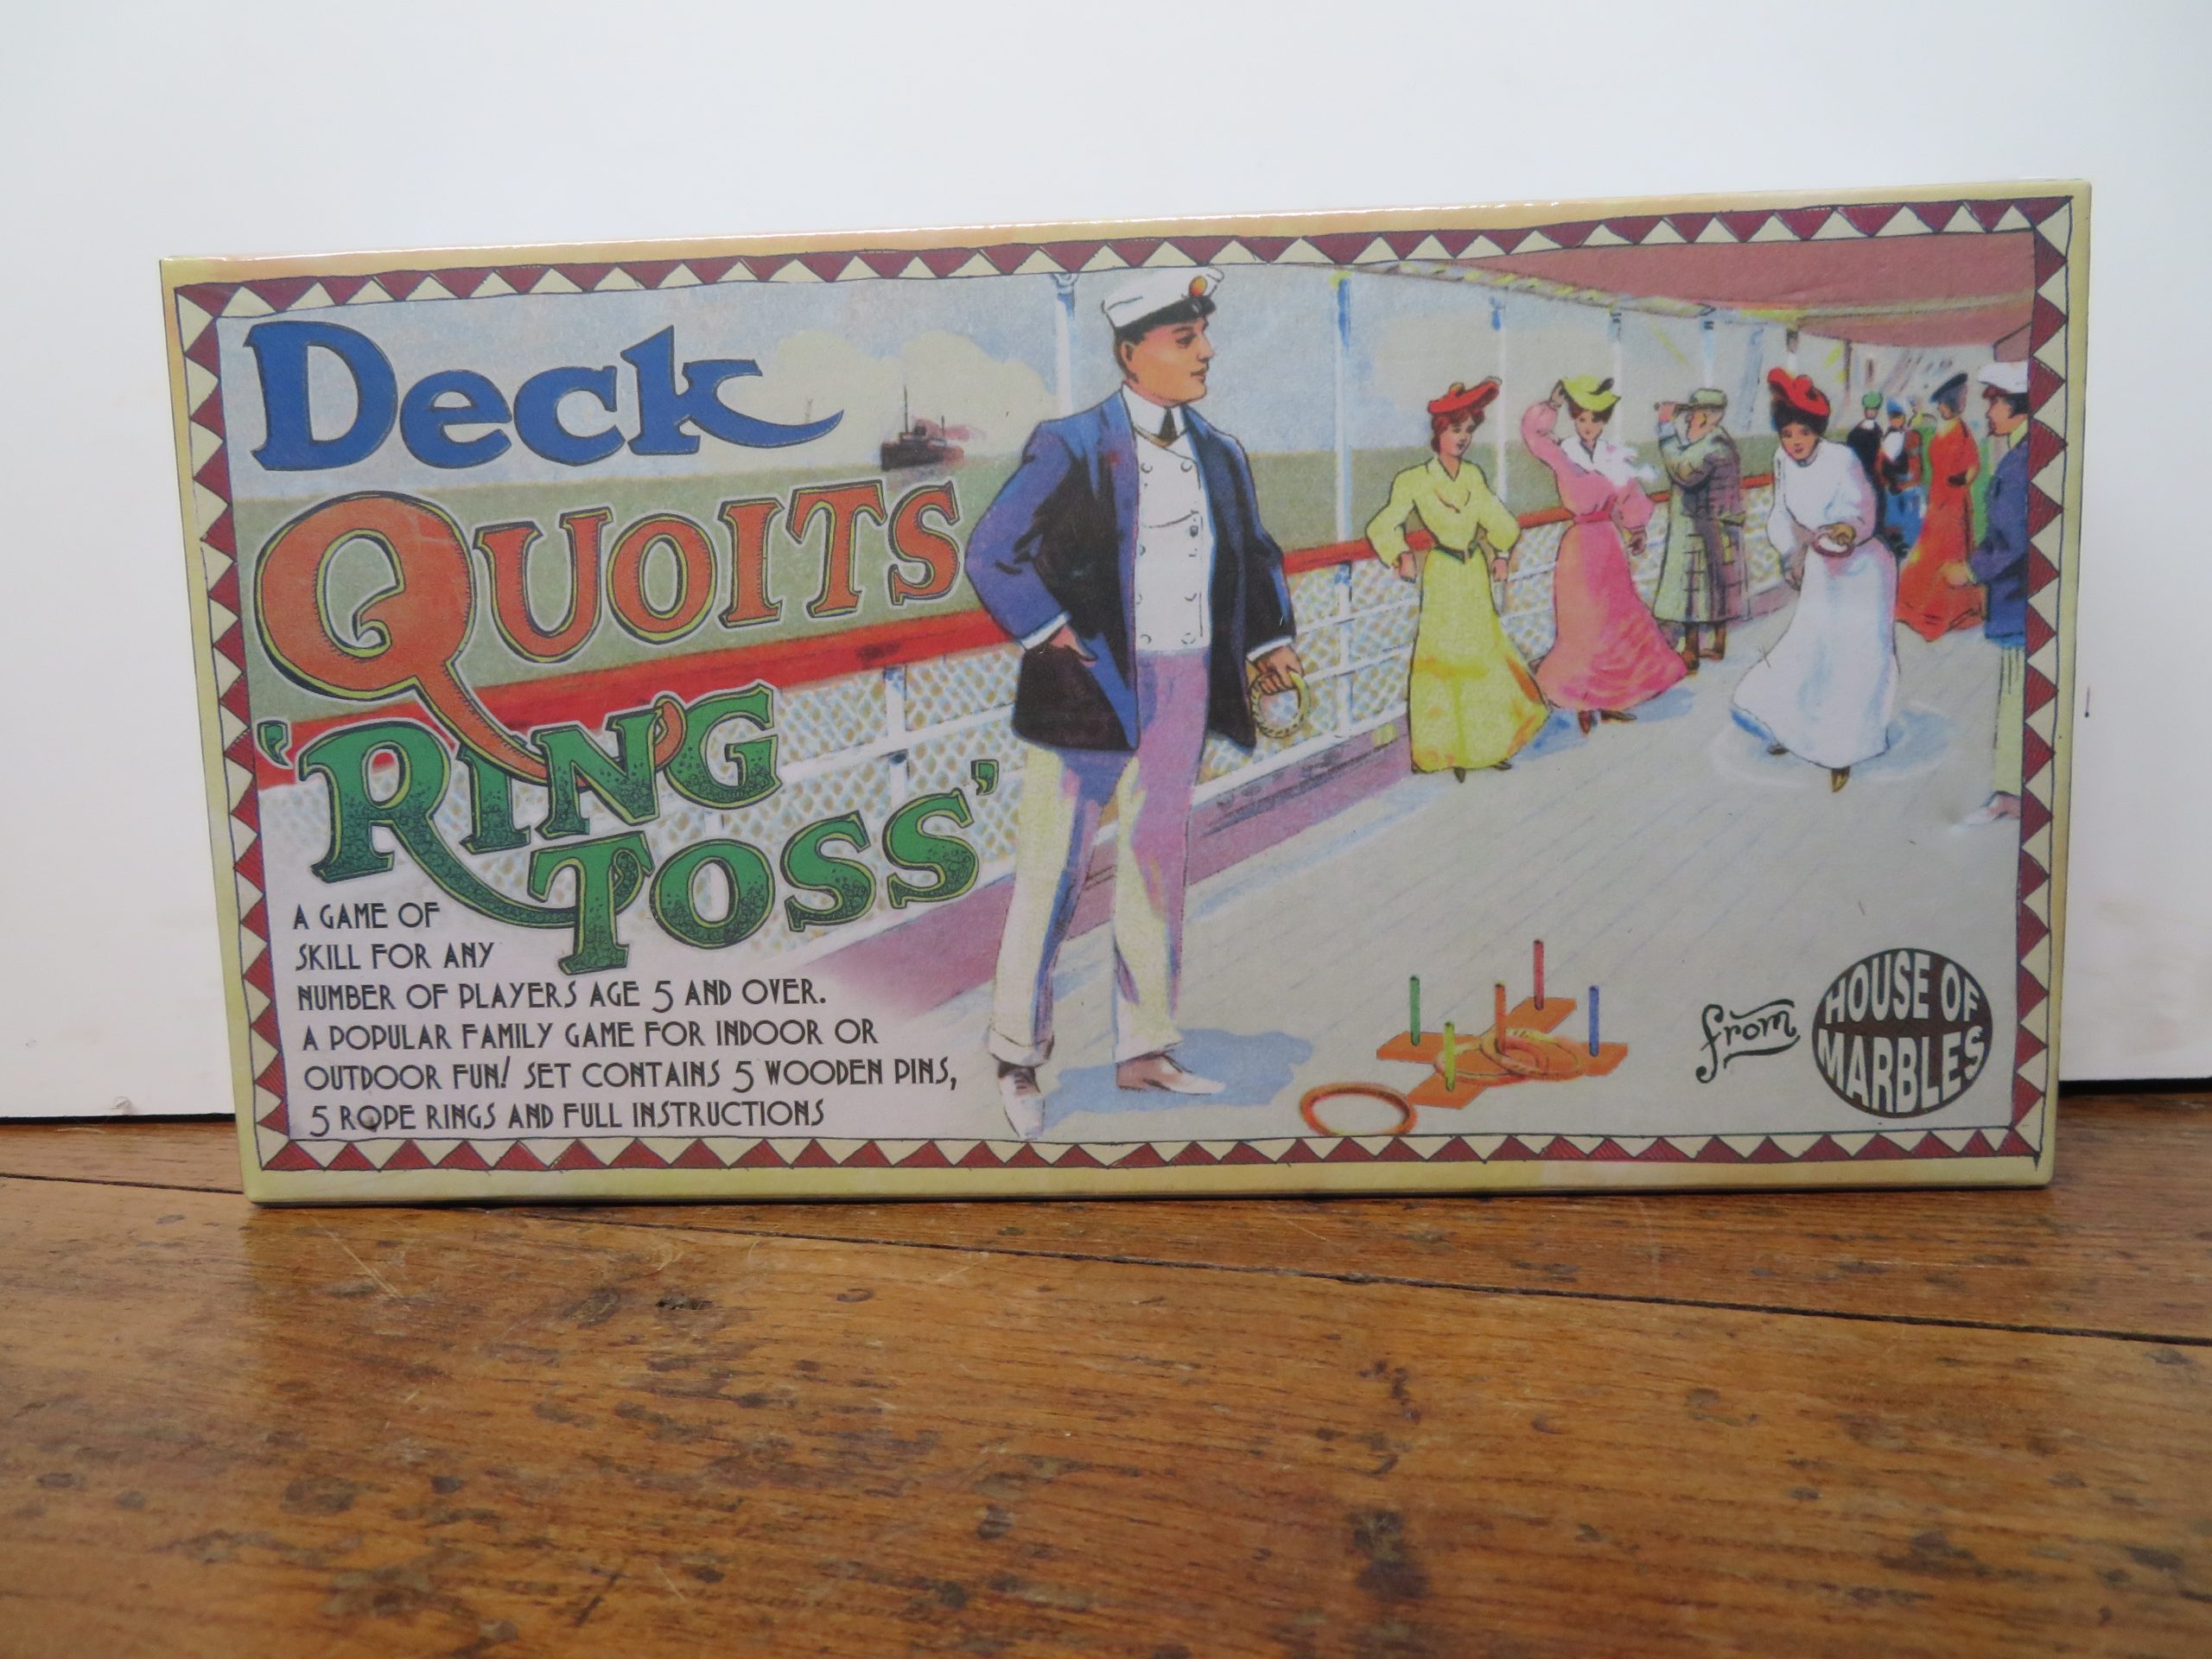 Deck
QUOITS
'RING
TOSS'
A GAME OF
SKILL FOR ANY
NUMBER OF PLAYERS AGE 5 AND OVER.
A POPULAR FAMILY GAME FOR INDOOR OR
OUTDOOR FUN! SET CONTAINS 5 WOODEN PINS,
5 ROPE RINGS AND FULL INSTRUCTIONS
from
HOUSE OF
MARBLES